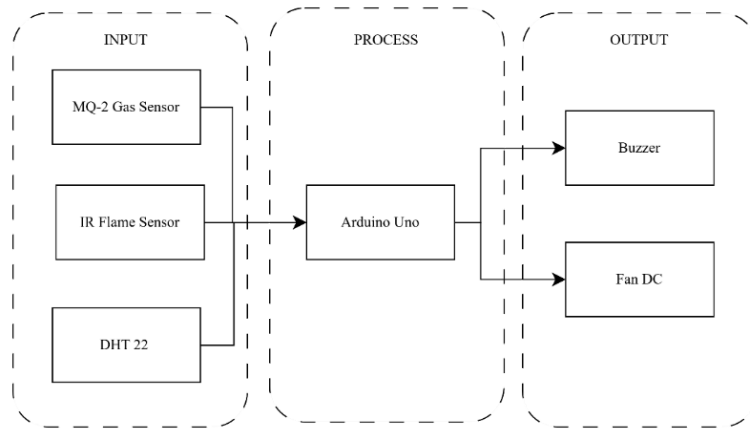 INPUT
PROCESS
OUTPUT
MQ-2 Gas Sensor
IR Flame Sensor
DHT 22
Arduino Uno
Buzzer
Fan DC